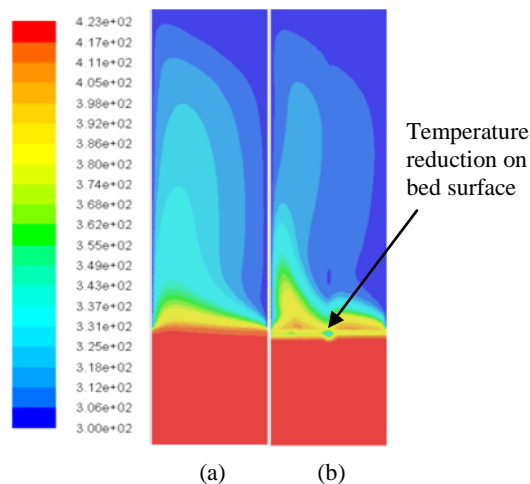 4.23e+02
4.17e+02
4.11e+02
4.05e+02
3.98e+02
3.92e+02
3.86e+02
3.80e+02
3.74e+02
3.68e+02
3.62e+02
3.55e+02
3.49e+02
3.43e+02
3.37e+02
3.31e+02
3.25e+02
3.18e+02
3.12e+02
3.06e+02
3.00e+02
Temperature
reduction on
bed surface
(a)
(b)